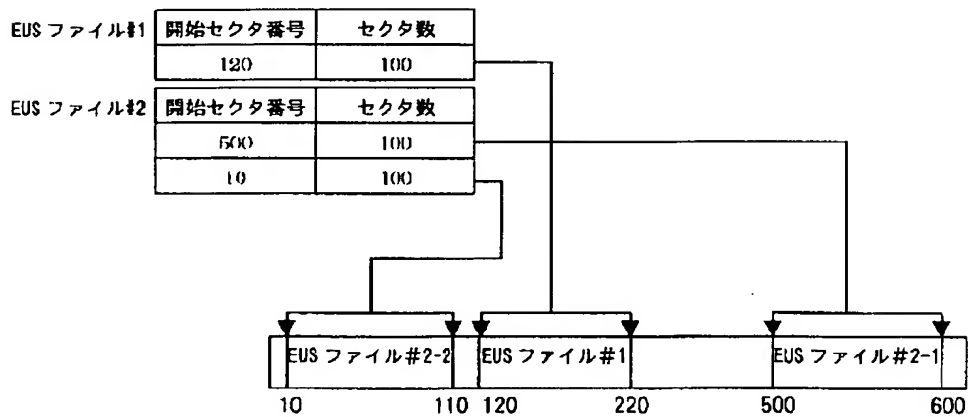 EUS ファイル#1 開始セクタ番号 セクタ数
120 100
EUS ファイル#2 開始セクタ番号 セクタ数
500 100
10 100
EUS ファイル#2-2 EUS ファイル#1 EUS ファイル#2-1
10 110 120 220 500 600